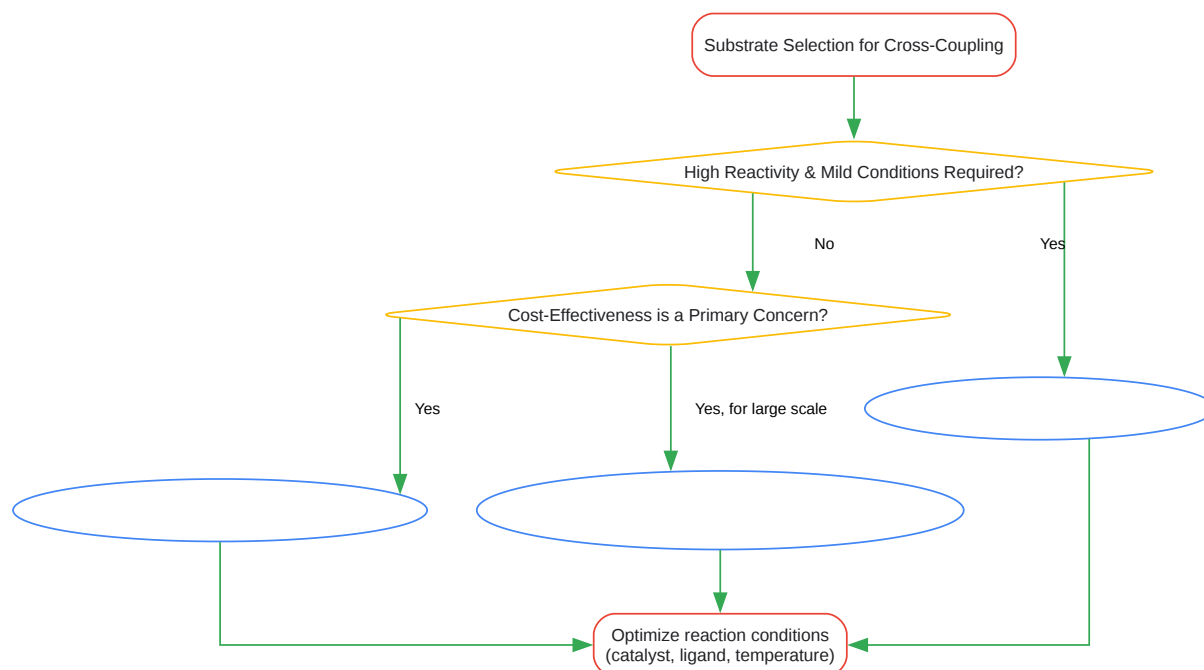 Substrate Selection for Cross-Coupling
High Reactivity & Mild Conditions Required?
No
Yes
Cost-Effectiveness is a Primary Concern?
Yes
Yes, for large scale
Optimize reaction conditions
(catalyst, ligand, temperature)